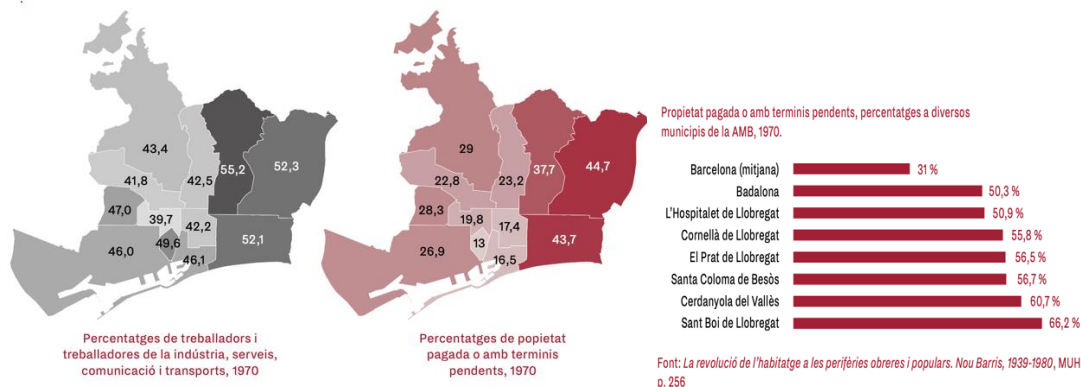 43,4
55,2
52,3
41,8
42,5
47,0
39,7
42,2
46,0
49,6
52,1
46,1
Percentatges de treballadors i
treballadores de la indústria, serveis,
comunicació i transports, 1970
29
37,7
44,7
22,8
23,2
28,3
19,8
17,4
26,9
13
43,7
16,5
Percentatges de popietat
pagada o amb terminis
pendents, 1970
Propietat pagada o amb terminis pendents, percentatges a diversos
municipis de la AMB, 1970.
Barcelona (mitjana) 31 %
Badalona 50,3 %
L'Hospitalet de Llobregat 50,9 %
Cornellà de Llobregat 55,8 %
El Prat de Llobregat 56,5 %
Santa Coloma de Besòs 56,7 %
Cerdanyola del Vallès 60,7 %
Sant Boi de Llobregat 66,2 %
Font: La revolució de l'habitatge a les perifèries obreres i populars. Nou Barris, 1939-1980, MUH
p. 256